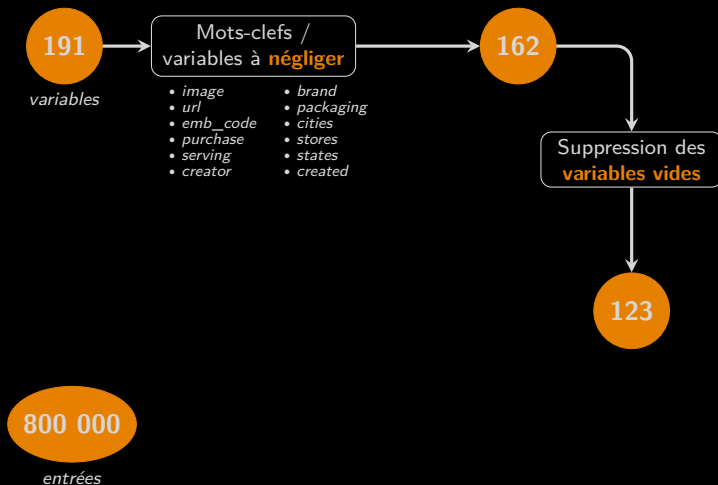 191
variables
Mots-clefs /
variables à négliger
• image
• url
• emb_code
• purchase
• serving
• creator
• brand
• packaging
• cities
• stores
• states
• created
162
Suppression des
variables vides
123
800 000
entrées